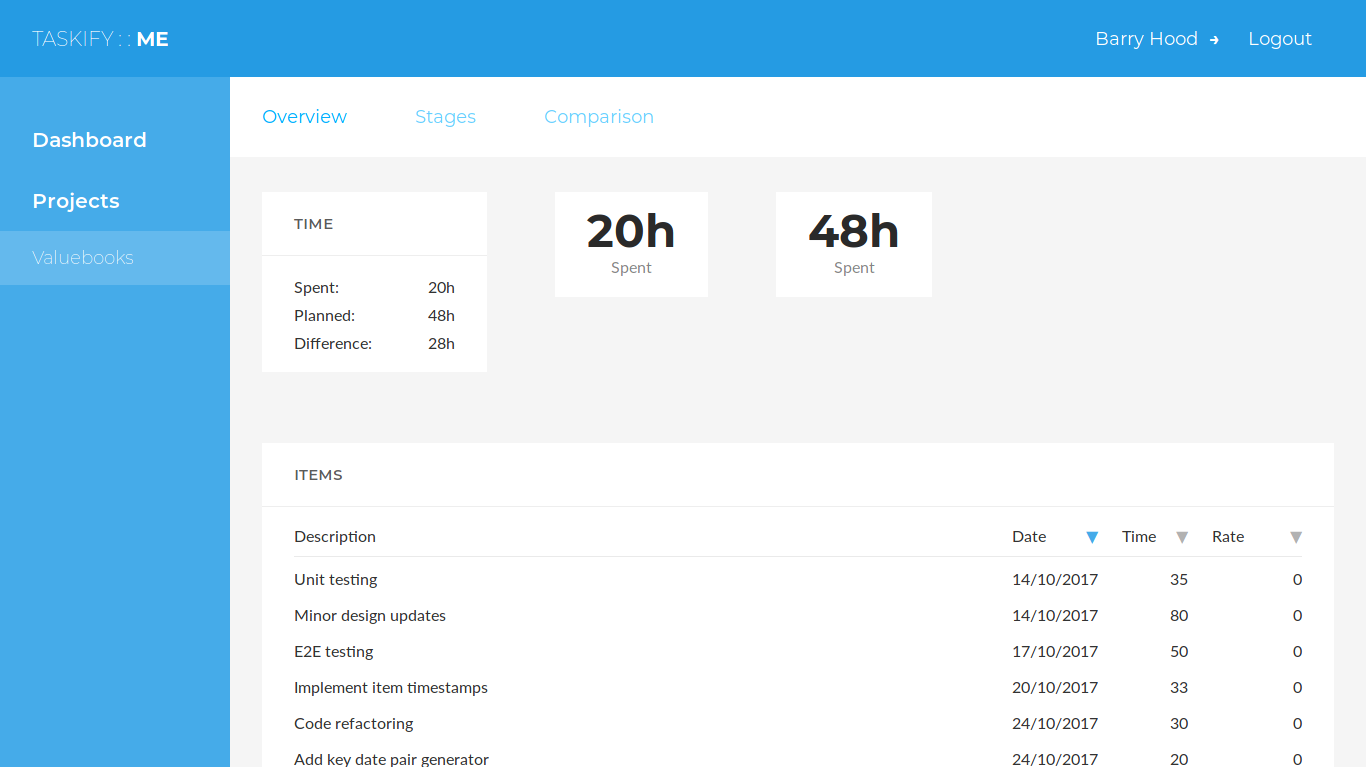 TASKIFY :: ME
Barry Hood → Logout
Dashboard
Projects
Valuebooks
Overview Stages Comparison
TIME
Spent: 20h
Planned: 48h
Difference: 28h
20h
Spent
48h
Spent
ITEMS
Description Date ▼ Time ▼ Rate ▼
Unit testing 14/10/2017 35 0
Minor design updates 14/10/2017 80 0
E2E testing 17/10/2017 50 0
Implement item timestamps 20/10/2017 33 0
Code refactoring 24/10/2017 30 0
Add key date pair generator 24/10/2017 20 0